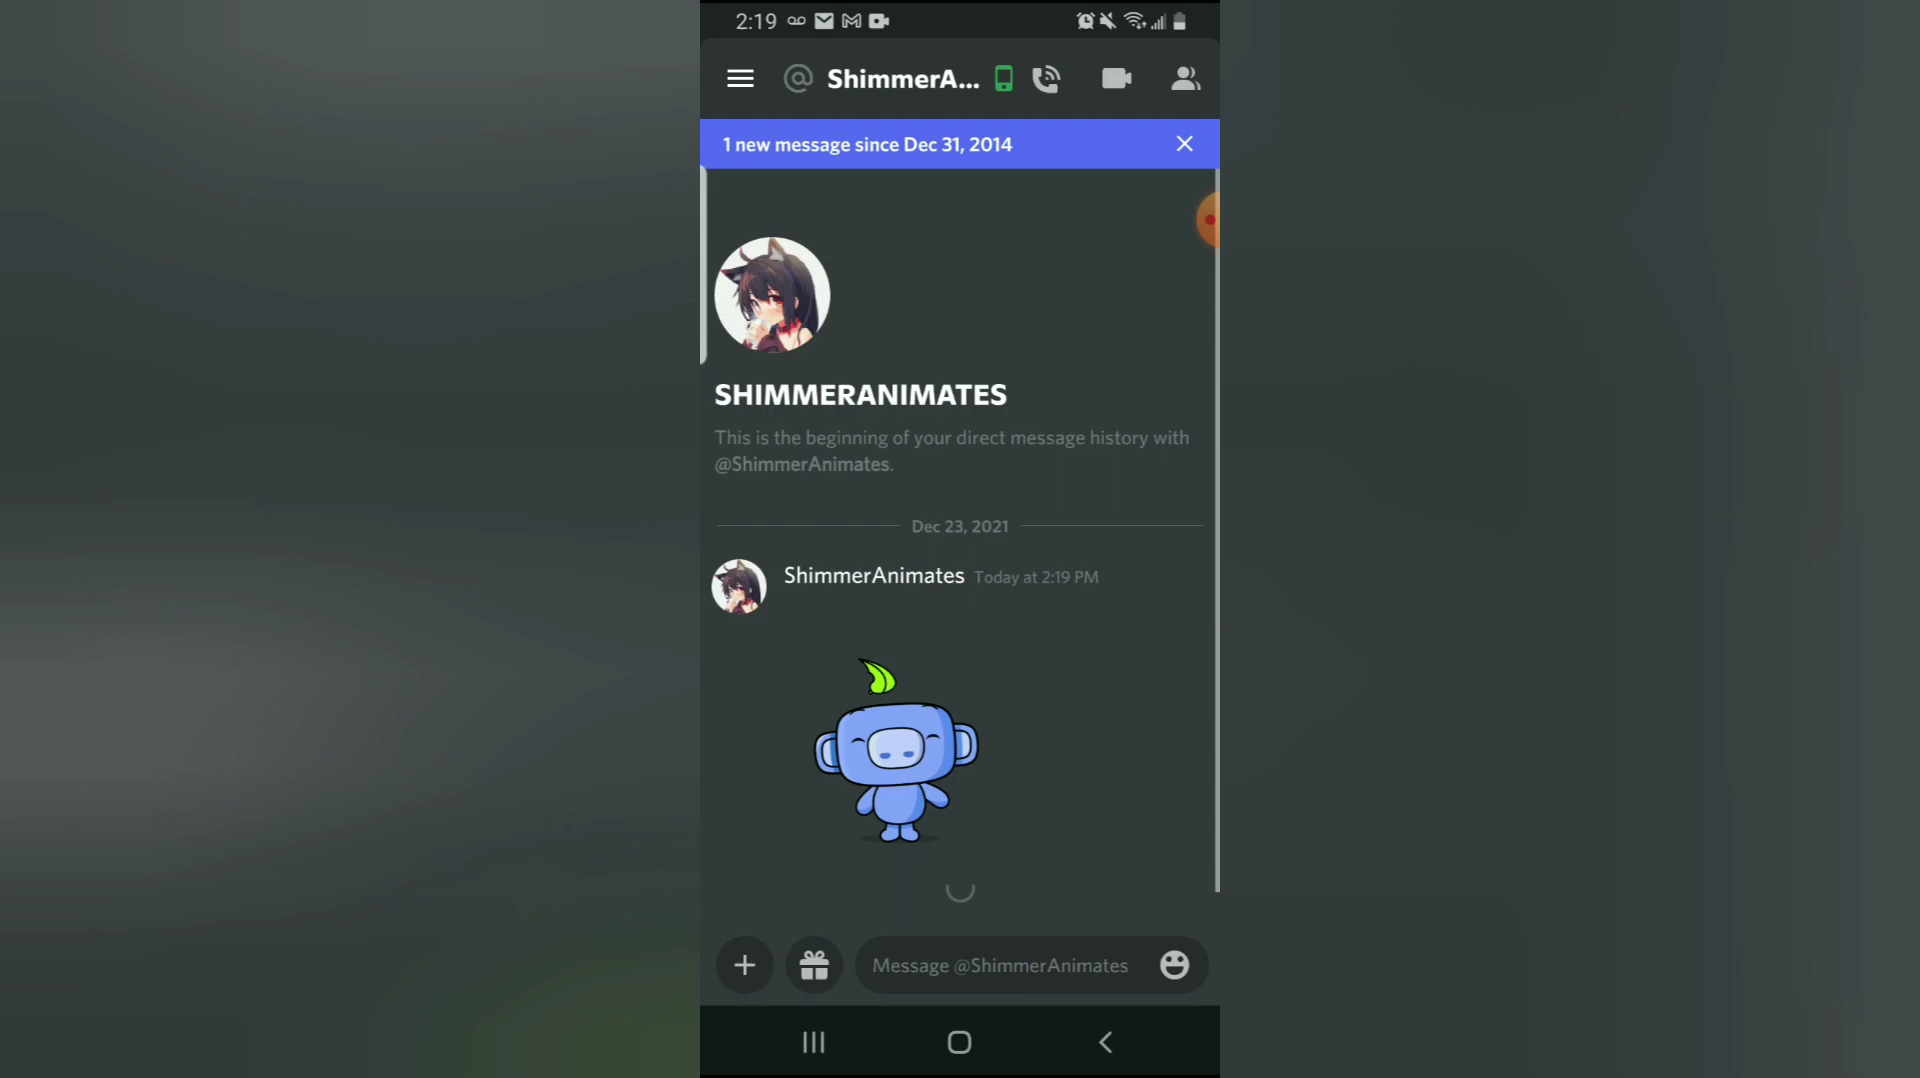 2:19
ShimmerA...
1 new message since Dec 31, 2014
SHIMMERANIMATES
This is the beginning of your direct message history with
@ShimmerAnimates.
Dec 23, 2021
ShimmerAnimates Today at 2:19 PM
Message @ShimmerAnimates